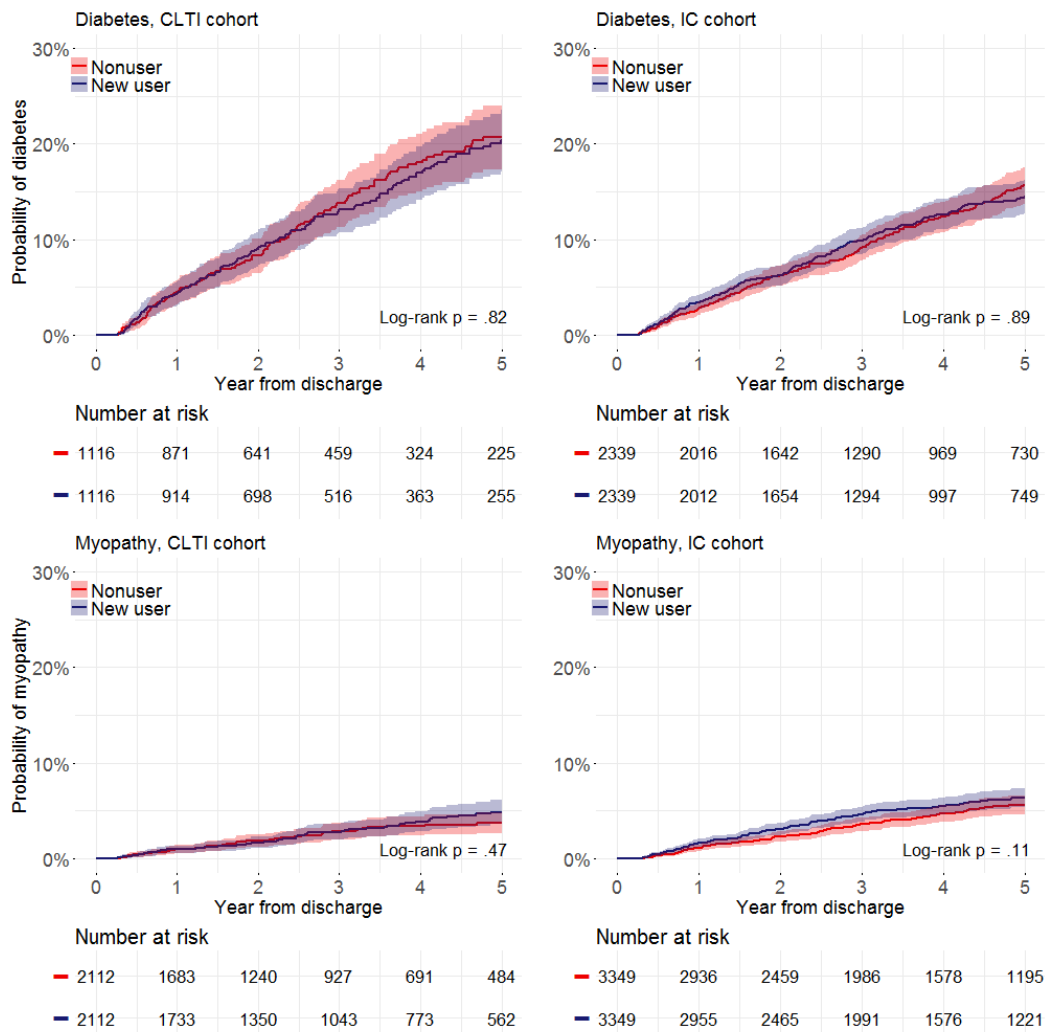 Diabetes, CLTI cohort
30%
Nonuser
New user
20%
10%
0%
Probability of diabetes
Log-rank p = .82
0 1 2 3 4 5
Year from discharge
Number at risk
1116 871 641 459 324 225
1116 914 698 516 363 255
Diabetes, IC cohort
30%
Nonuser
New user
20%
10%
0%
Log-rank p = .89
0 1 2 3 4 5
Year from discharge
Number at risk
2339 2016 1642 1290 969 730
2339 2012 1654 1294 997 749
Myopathy, CLTI cohort
30%
Nonuser
New user
20%
10%
0%
Probability of myopathy
Log-rank p = .47
0 1 2 3 4 5
Year from discharge
Number at risk
2112 1683 1240 927 691 484
2112 1733 1350 1043 773 562
Myopathy, IC cohort
30%
Nonuser
New user
20%
10%
0%
Log-rank p = .11
0 1 2 3 4 5
Year from discharge
Number at risk
3349 2936 2459 1986 1578 1195
3349 2955 2465 1991 1576 1221